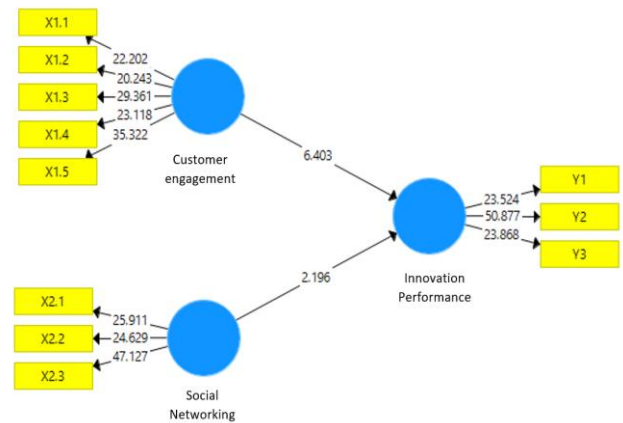 X1.1
X1.2
X1.3
X1.4
X1.5
22.202
20.243
29.361
23.118
35.322
Customer
engagement
6.403
Y1
Y2
Y3
23.524
50.877
23.868
Innovation
Performance
2.196
X2.1
X2.2
X2.3
25.911
24.629
47.127
Social
Networking